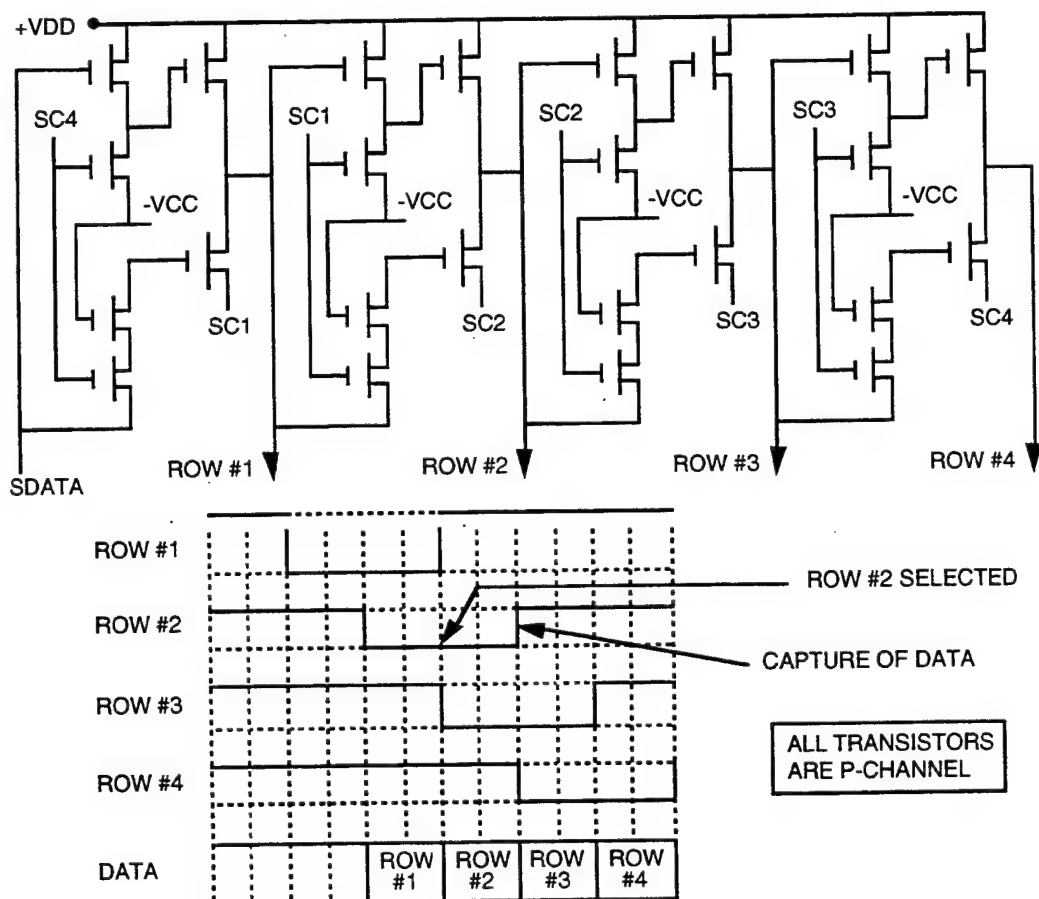 +VDD
SC4
SC1
SC2
SC3
-VCC
-VCC
-VCC
-VCC
SC1
SC2
SC3
SC4
SDATA
ROW #1
ROW #2
ROW #3
ROW #4
ROW #1
ROW #2 SELECTED
ROW #2
CAPTURE OF DATA
ROW #3
ALL TRANSISTORS
ARE P-CHANNEL
ROW #4
DATA
ROW
#1
ROW
#2
ROW
#3
ROW
#4